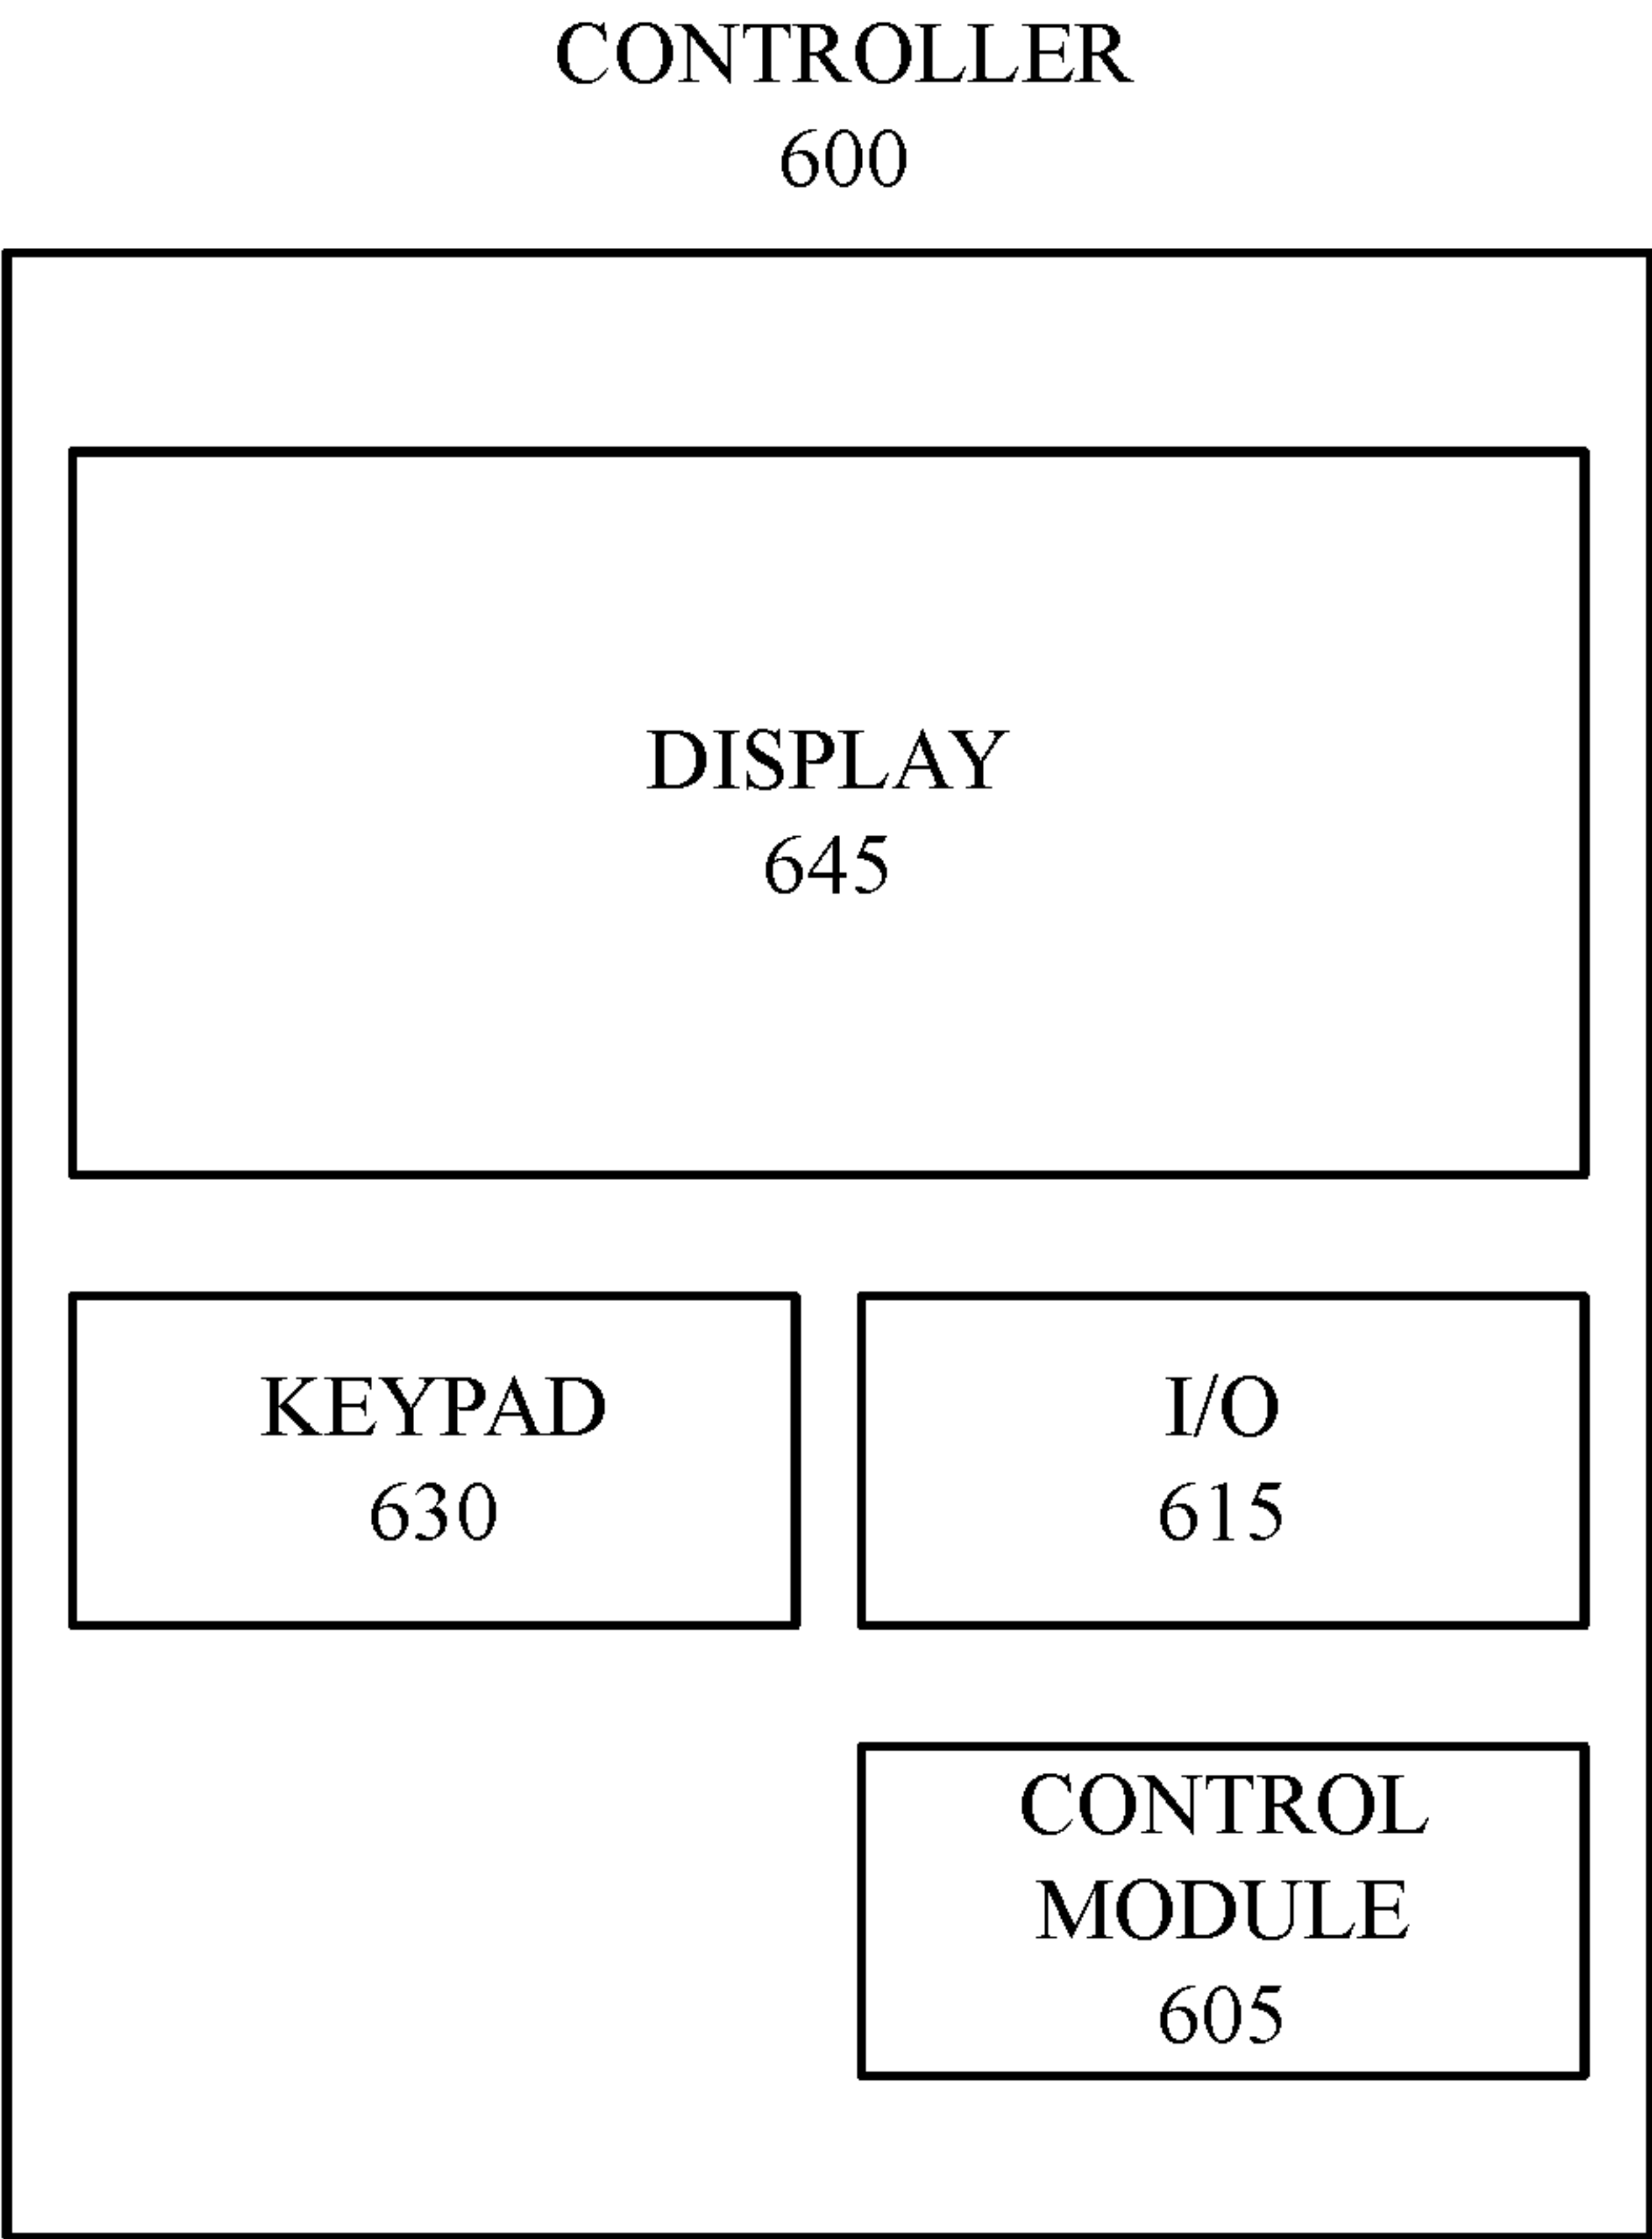 CONTROLLER
600
DISPLAY
645
KEYPAD
630
I/O
615
CONTROL
MODULE
605